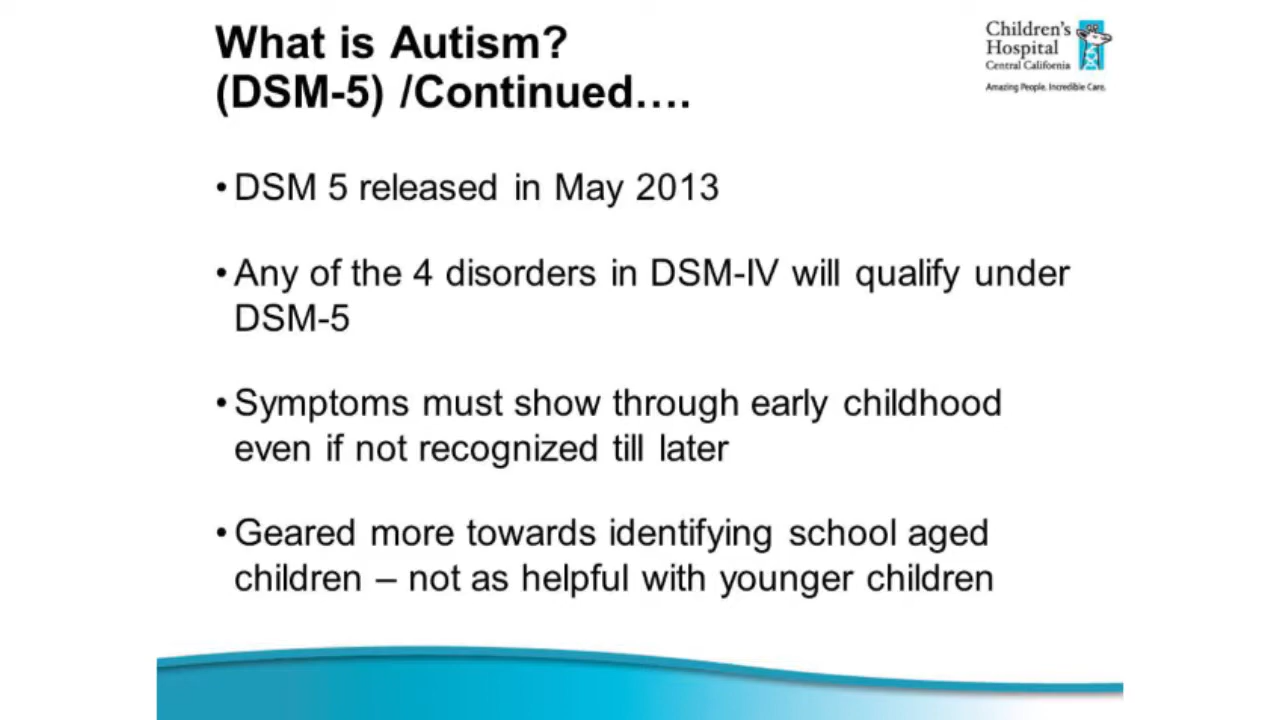 What is Autism?
(DSM-5) /Continued….
Children's
Hospital
Central California
Amazing People. Incredible Care.
• DSM 5 released in May 2013
• Any of the 4 disorders in DSM-IV will qualify under
DSM-5
• Symptoms must show through early childhood
even if not recognized till later
• Geared more towards identifying school aged
children – not as helpful with younger children